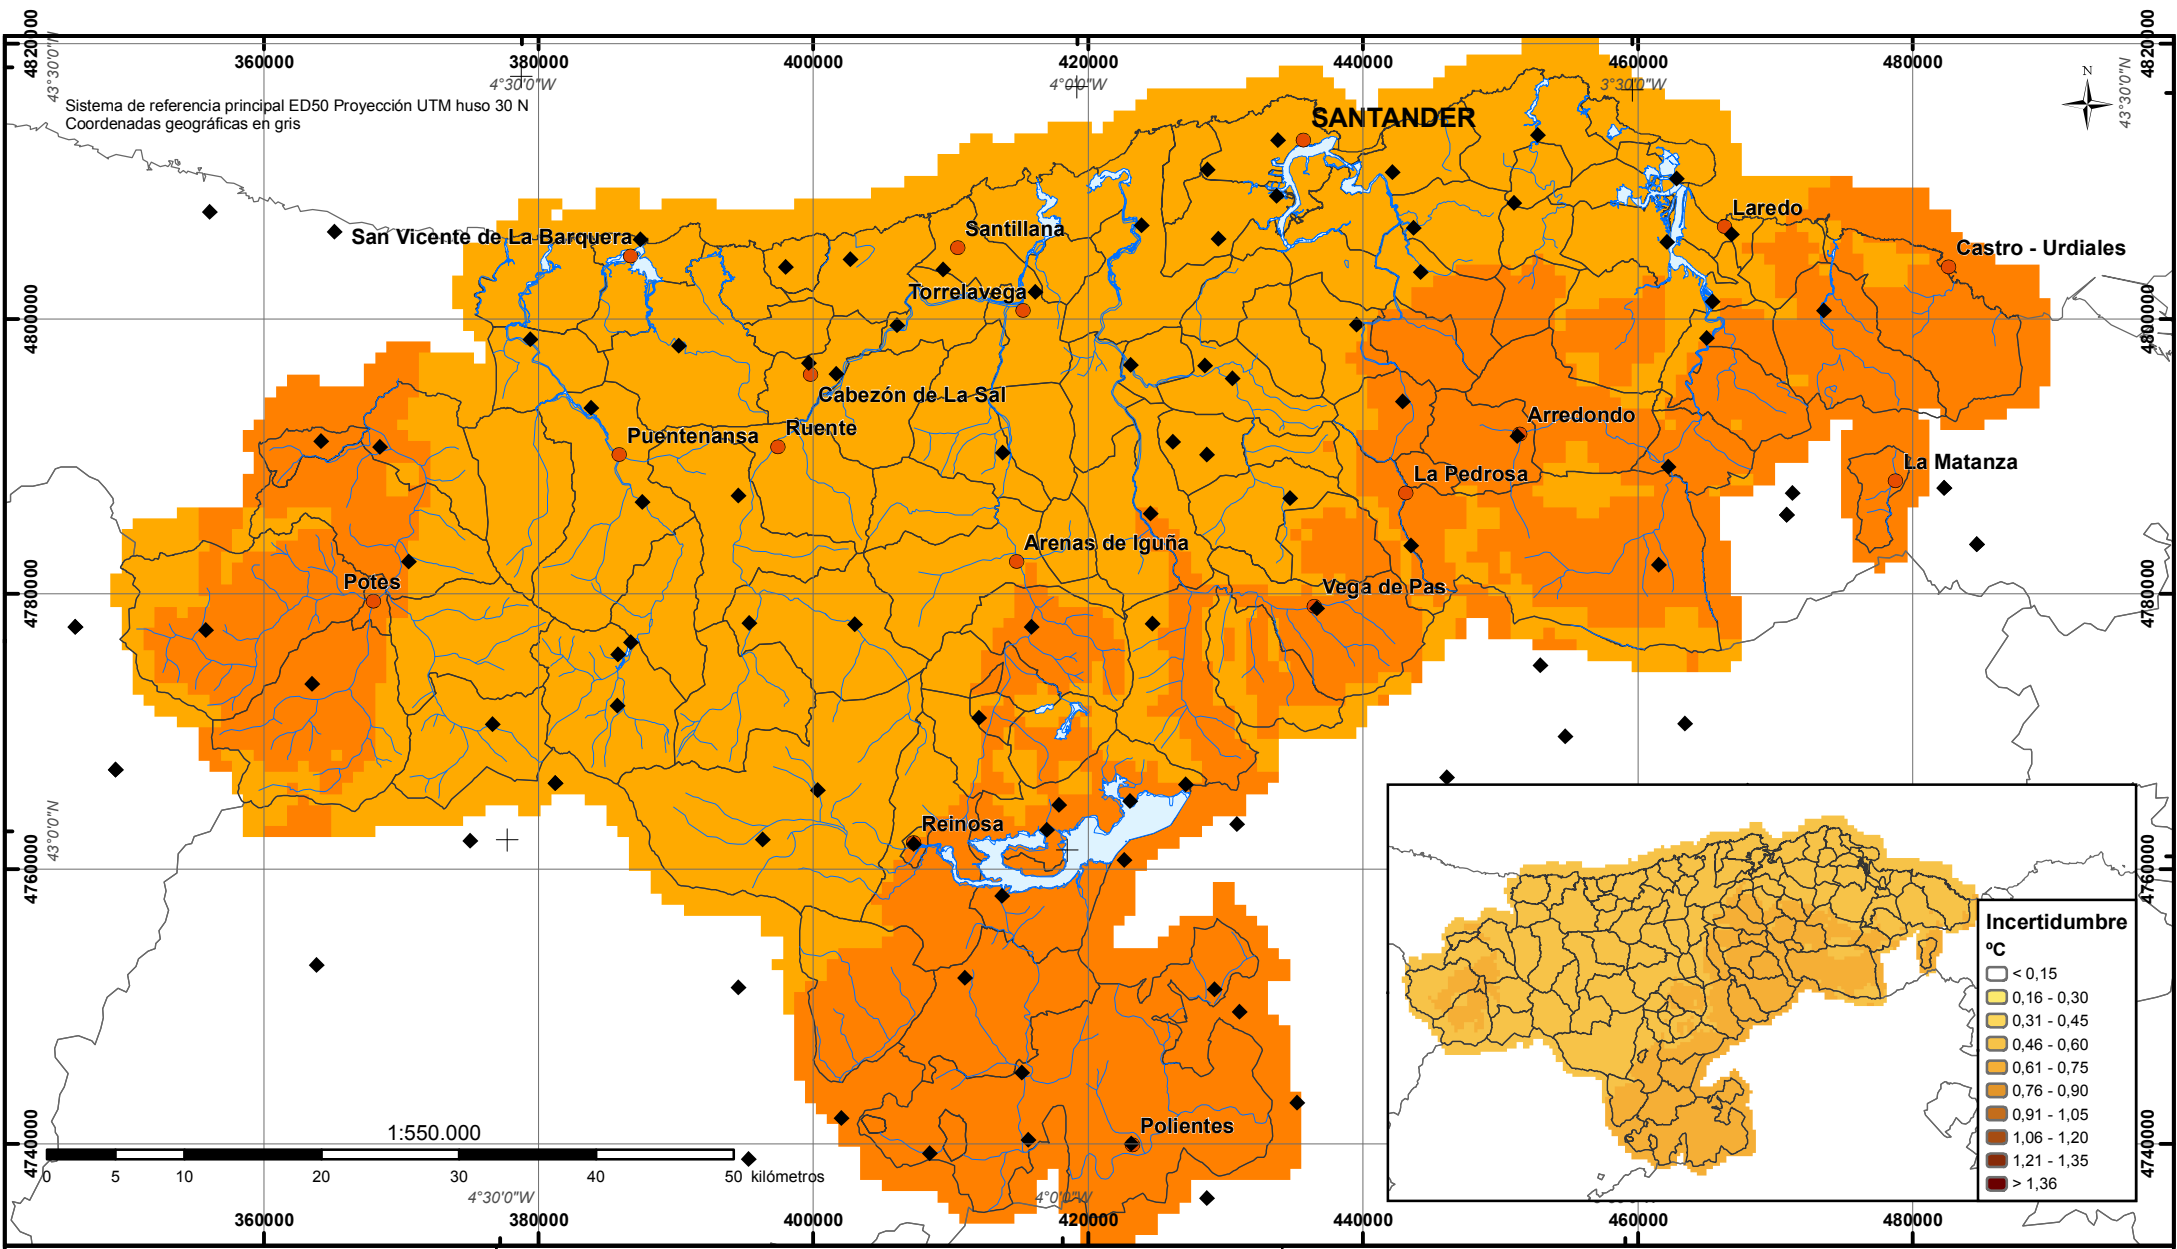 360000
380000
400000
420000
440000
460000
480000
4820000
4820000
43°30'0"N
43°30'0"N
4°30'0"W
4°0'0"W
3°30'0"W
N
Sistema de referencia principal ED50 Proyección UTM huso 30 N
Coordenadas geográficas en gris
SANTANDER
Laredo
San Vicente de La Barquera
Santillana
Castro - Urdiales
Torrelavega
4800000
4800000
Cabezón de La Sal
Arredondo
Puentenansa
Ruente
La Pedrosa
La Matanza
Arenas de Iguña
Potes
Vega de Pas
4780000
4780000
43°0'0"N
Reinosa
4760000
4760000
Incertidumbre
ºC
< 0,15
0,16 - 0,30
0,31 - 0,45
0,46 - 0,60
0,61 - 0,75
0,76 - 0,90
0,91 - 1,05
1,06 - 1,20
1,21 - 1,35
> 1,36
Polientes
4740000
4740000
1:550.000
0 5 10 20 30 40 50 kilómetros
4°30'0"W
4°0'0"W
360000
380000
400000
420000
440000
460000
480000